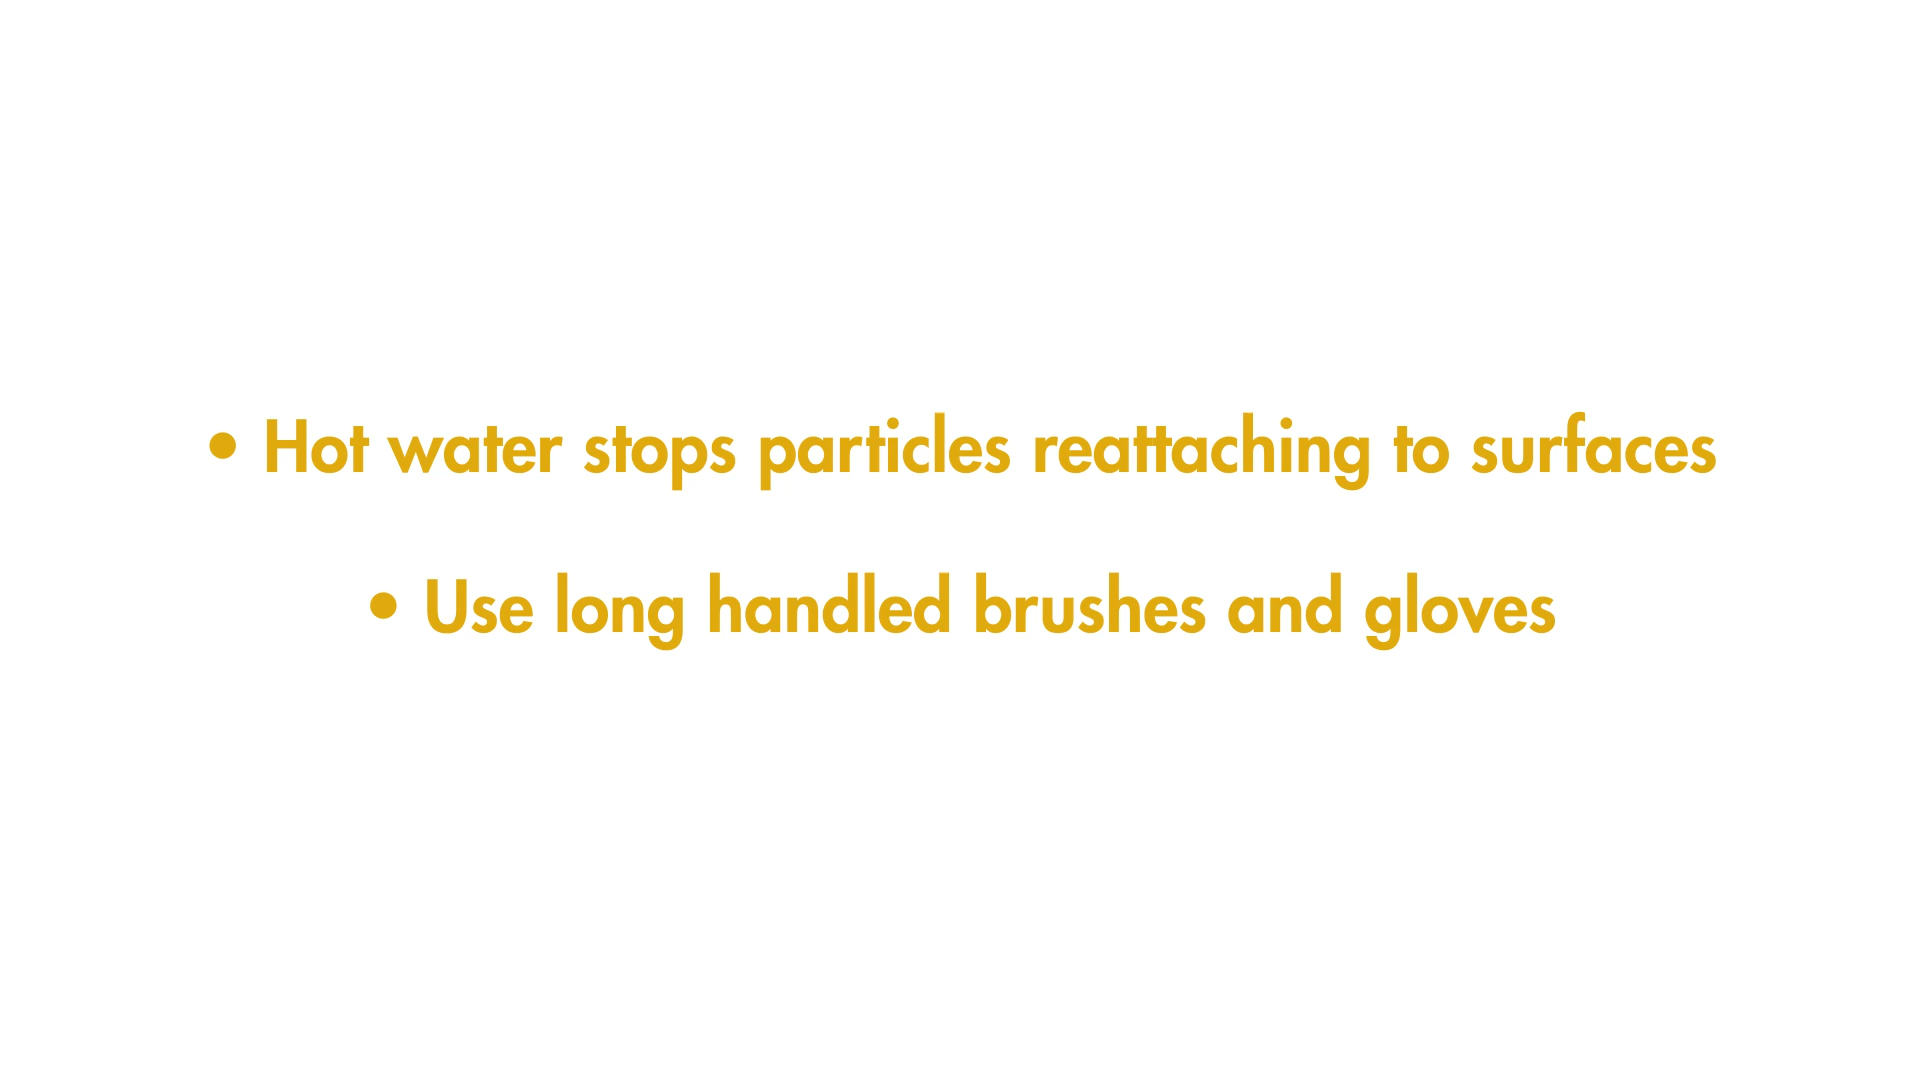 • Hot water stops particles reattaching to surfaces
• Use long handled brushes and gloves